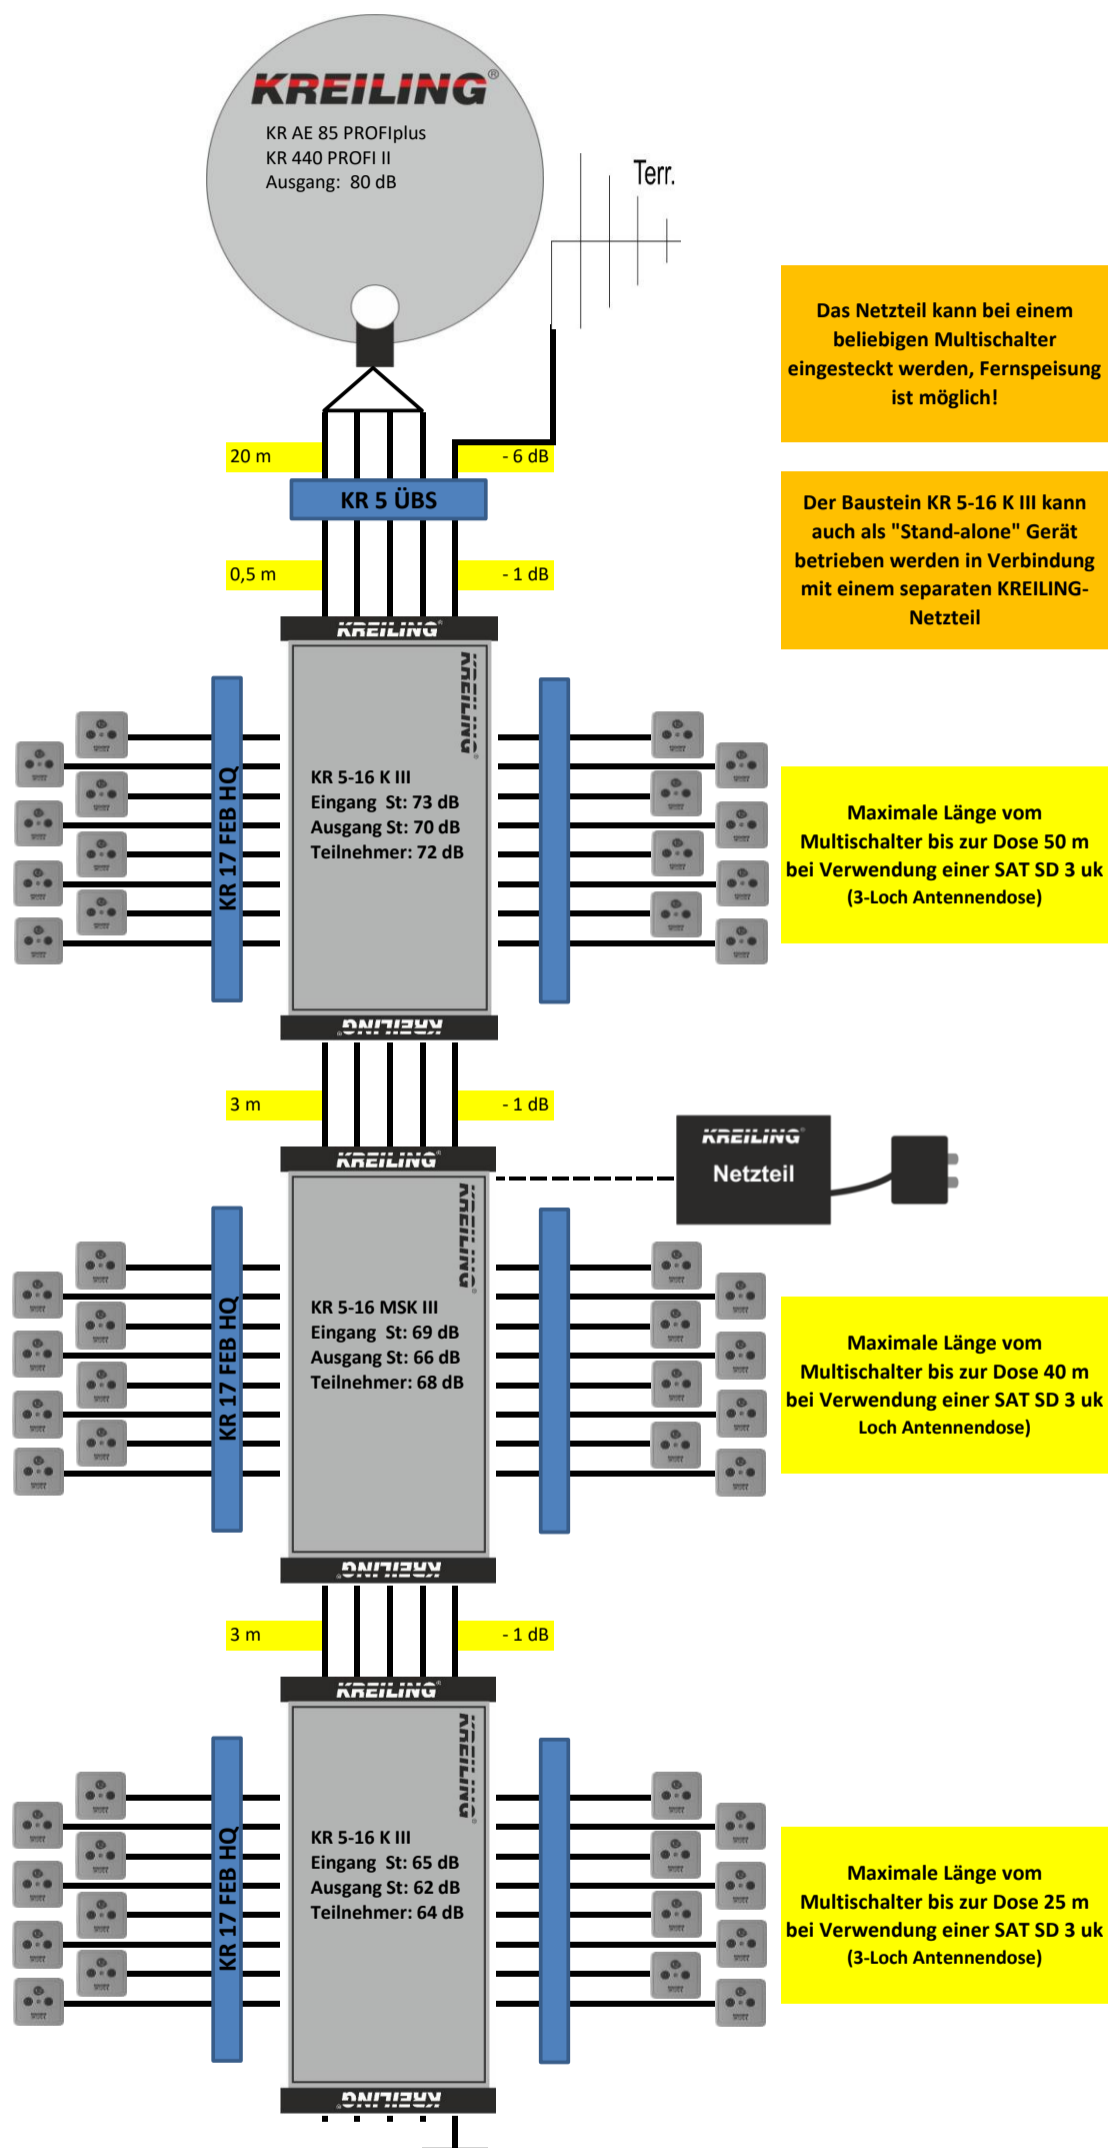 KREILING®
KR AE 85 PROFIplus
KR 440 PROFI II
Ausgang: 80 dB
Terr.
Das Netzteil kann bei einem
beliebigen Multischalter
eingesteckt werden, Fernspeisung
ist möglich!
20 m
- 6 dB
KR 5 ÜBS
Der Baustein KR 5-16 K III kann
auch als "Stand-alone" Gerät
betrieben werden in Verbindung
mit einem separaten KREILING-
Netzteil
0,5 m
- 1 dB
KREILING®
KREILING®
KR 17 FEB HQ
KR 5-16 K III
Eingang St: 73 dB
Ausgang St: 70 dB
Teilnehmer: 72 dB
Maximale Länge vom
Multischalter bis zur Dose 50 m
bei Verwendung einer SAT SD 3 uk
(3-Loch Antennendose)
KREILING®
3 m
- 1 dB
KREILING®
Netzteil
KREILING®
KREILING®
KR 17 FEB HQ
KR 5-16 MSK III
Eingang St: 69 dB
Ausgang St: 66 dB
Teilnehmer: 68 dB
Maximale Länge vom
Multischalter bis zur Dose 40 m
bei Verwendung einer SAT SD 3 uk
Loch Antennendose)
KREILING®
3 m
- 1 dB
KREILING®
KREILING®
KR 17 FEB HQ
KR 5-16 K III
Eingang St: 65 dB
Ausgang St: 62 dB
Teilnehmer: 64 dB
Maximale Länge vom
Multischalter bis zur Dose 25 m
bei Verwendung einer SAT SD 3 uk
(3-Loch Antennendose)
KREILING®